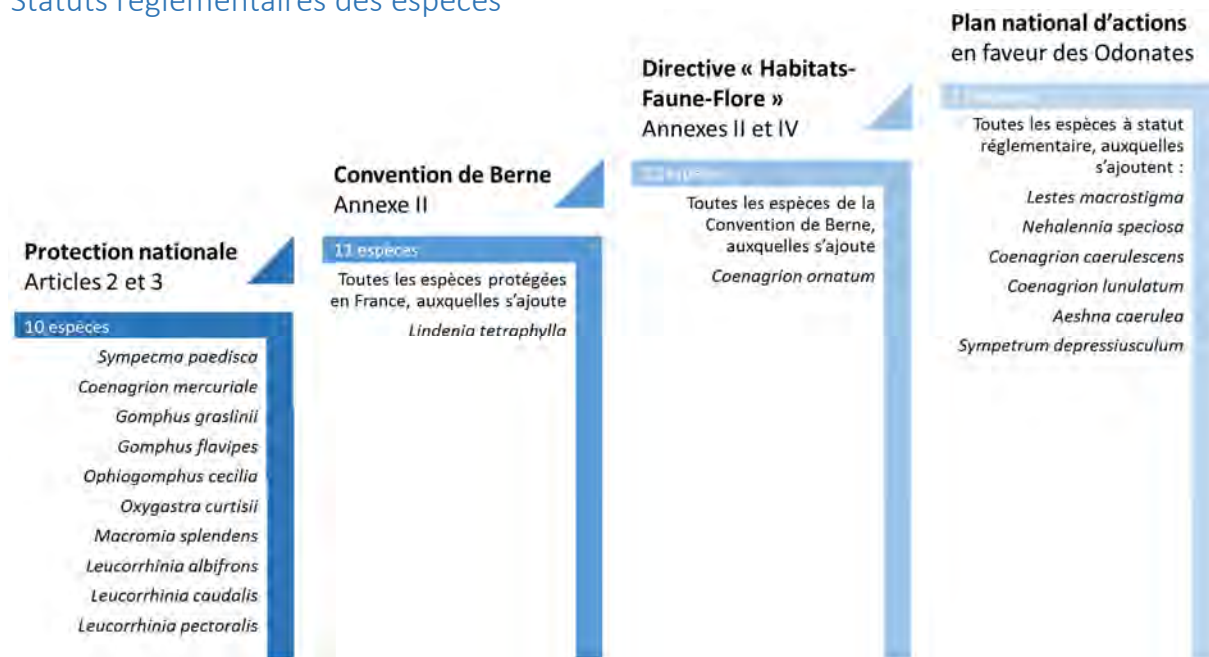 Statuts réglementaires des espèces
Protection nationale
Articles 2 et 3
10 espèces
Sympecma paedisca
Coenagrion mercuriale
Gomphus graslinii
Gomphus flavipes
Ophiogomphus cecilia
Oxygastra curtisii
Macromia splendens
Leucorrhinia albifrons
Leucorrhinia caudalis
Leucorrhinia pectoralis
Convention de Berne
Annexe II
11 espèces
Toutes les espèces protégées
en France, auxquelles s'ajoute
Lindenia tetraphylla
Directive « Habitats-
Faune-Flore »
Annexes II et IV
espèces
Toutes les espèces de la
Convention de Berne,
auxquelles s'ajoute
Coenagrion ornatum
Plan national d'actions
en faveur des Odonates
Toutes les espèces à statut
réglementaire, auxquelles
s'ajoutent :
Lestes macrostigma
Nehalennia speciosa
Coenagrion caerulescens
Coenagrion lunulatum
Aeshna caerulea
Sympetrum depressiusculum